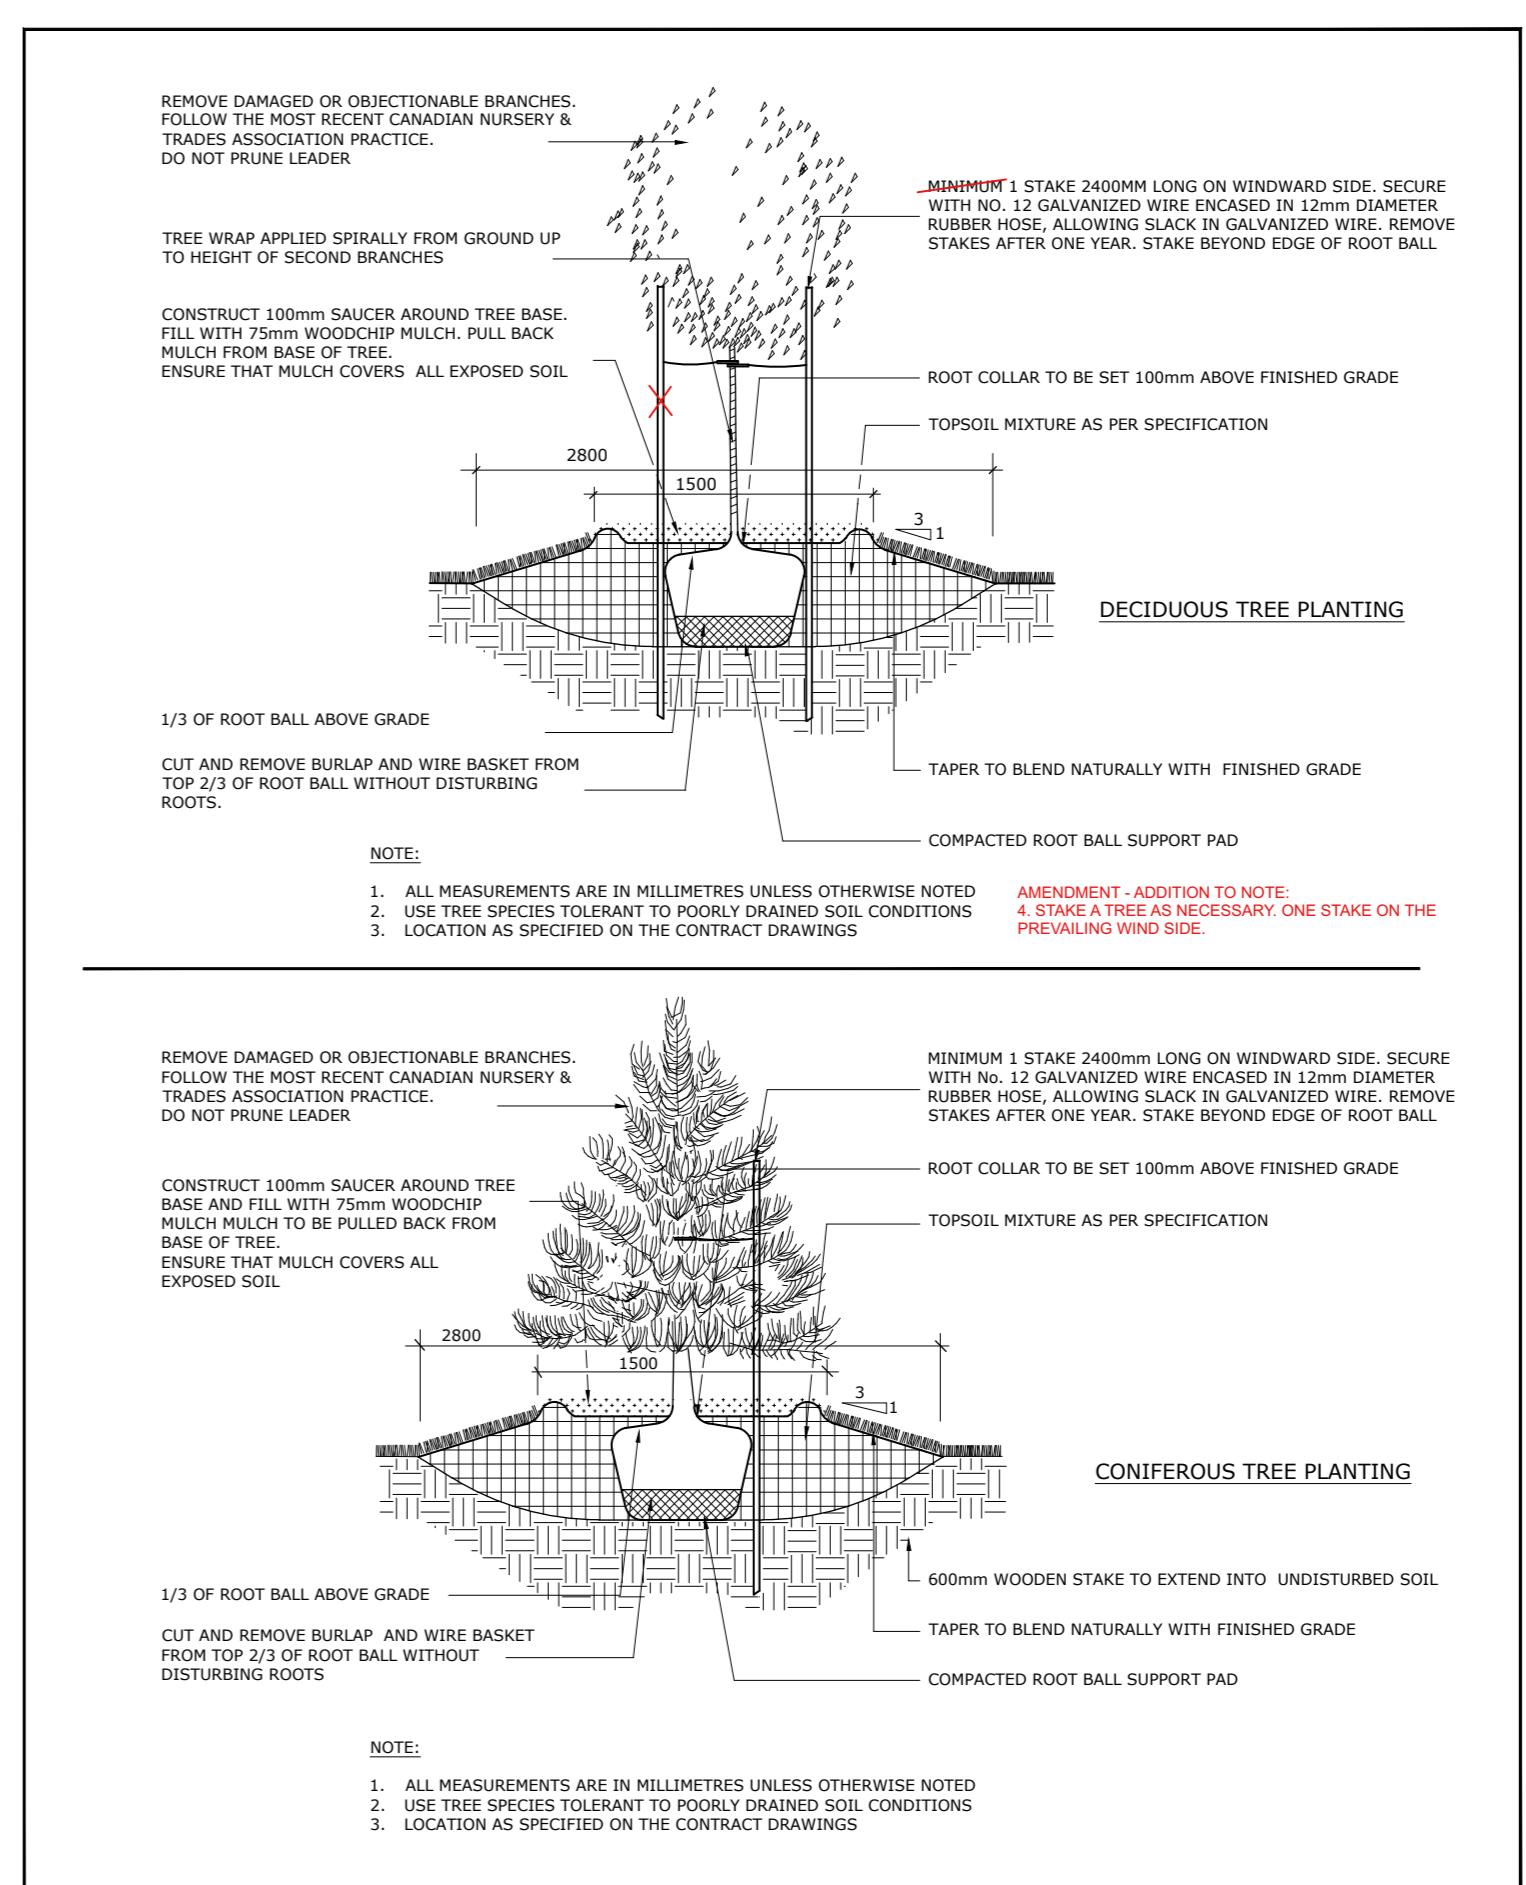 REMOVE DAMAGED OR OBJECTIONABLE BRANCHES.
FOLLOW THE MOST RECENT CANADIAN NURSERY &
TRADES ASSOCIATION PRACTICE.
DO NOT PRUNE LEADER
MINIMUM 1 STAKE 2400MM LONG ON WINDWARD SIDE. SECURE
WITH NO. 12 GALVANIZED WIRE ENCASED IN 12mm DIAMETER
RUBBER HOSE, ALLOWING SLACK IN GALVANIZED WIRE. REMOVE
STAKES AFTER ONE YEAR. STAKE BEYOND EDGE OF ROOT BALL
TREE WRAP APPLIED SPIRALLY FROM GROUND UP
TO HEIGHT OF SECOND BRANCHES
CONSTRUCT 100mm SAUCER AROUND TREE BASE.
FILL WITH 75mm WOODCHIP MULCH. PULL BACK
MULCH FROM BASE OF TREE.
ENSURE THAT MULCH COVERS ALL EXPOSED SOIL
ROOT COLLAR TO BE SET 100mm ABOVE FINISHED GRADE
TOPSOIL MIXTURE AS PER SPECIFICATION
2800
1500
3
1
DECIDUOUS TREE PLANTING
1/3 OF ROOT BALL ABOVE GRADE
CUT AND REMOVE BURLAP AND WIRE BASKET FROM
TOP 2/3 OF ROOT BALL WITHOUT DISTURBING
ROOTS.
TAPER TO BLEND NATURALLY WITH FINISHED GRADE
COMPACTED ROOT BALL SUPPORT PAD
NOTE:
1. ALL MEASUREMENTS ARE IN MILLIMETRES UNLESS OTHERWISE NOTED
2. USE TREE SPECIES TOLERANT TO POORLY DRAINED SOIL CONDITIONS
3. LOCATION AS SPECIFIED ON THE CONTRACT DRAWINGS
AMENDMENT - ADDITION TO NOTE:
4. STAKE A TREE AS NECESSARY. ONE STAKE ON THE
PREVAILING WIND SIDE.
REMOVE DAMAGED OR OBJECTIONABLE BRANCHES.
FOLLOW THE MOST RECENT CANADIAN NURSERY &
TRADES ASSOCIATION PRACTICE.
DO NOT PRUNE LEADER
MINIMUM 1 STAKE 2400mm LONG ON WINDWARD SIDE. SECURE
WITH No. 12 GALVANIZED WIRE ENCASED IN 12mm DIAMETER
RUBBER HOSE, ALLOWING SLACK IN GALVANIZED WIRE. REMOVE
STAKES AFTER ONE YEAR. STAKE BEYOND EDGE OF ROOT BALL
ROOT COLLAR TO BE SET 100mm ABOVE FINISHED GRADE
CONSTRUCT 100mm SAUCER AROUND TREE
BASE AND FILL WITH 75mm WOODCHIP
MULCH MULCH TO BE PULLED BACK FROM
BASE OF TREE.
ENSURE THAT MULCH COVERS ALL
EXPOSED SOIL
TOPSOIL MIXTURE AS PER SPECIFICATION
2800
1500
3
1
CONIFEROUS TREE PLANTING
600mm WOODEN STAKE TO EXTEND INTO UNDISTURBED SOIL
1/3 OF ROOT BALL ABOVE GRADE
CUT AND REMOVE BURLAP AND WIRE BASKET
FROM TOP 2/3 OF ROOT BALL WITHOUT
DISTURBING ROOTS
TAPER TO BLEND NATURALLY WITH FINISHED GRADE
COMPACTED ROOT BALL SUPPORT PAD
NOTE:
1. ALL MEASUREMENTS ARE IN MILLIMETRES UNLESS OTHERWISE NOTED
2. USE TREE SPECIES TOLERANT TO POORLY DRAINED SOIL CONDITIONS
3. LOCATION AS SPECIFIED ON THE CONTRACT DRAWINGS